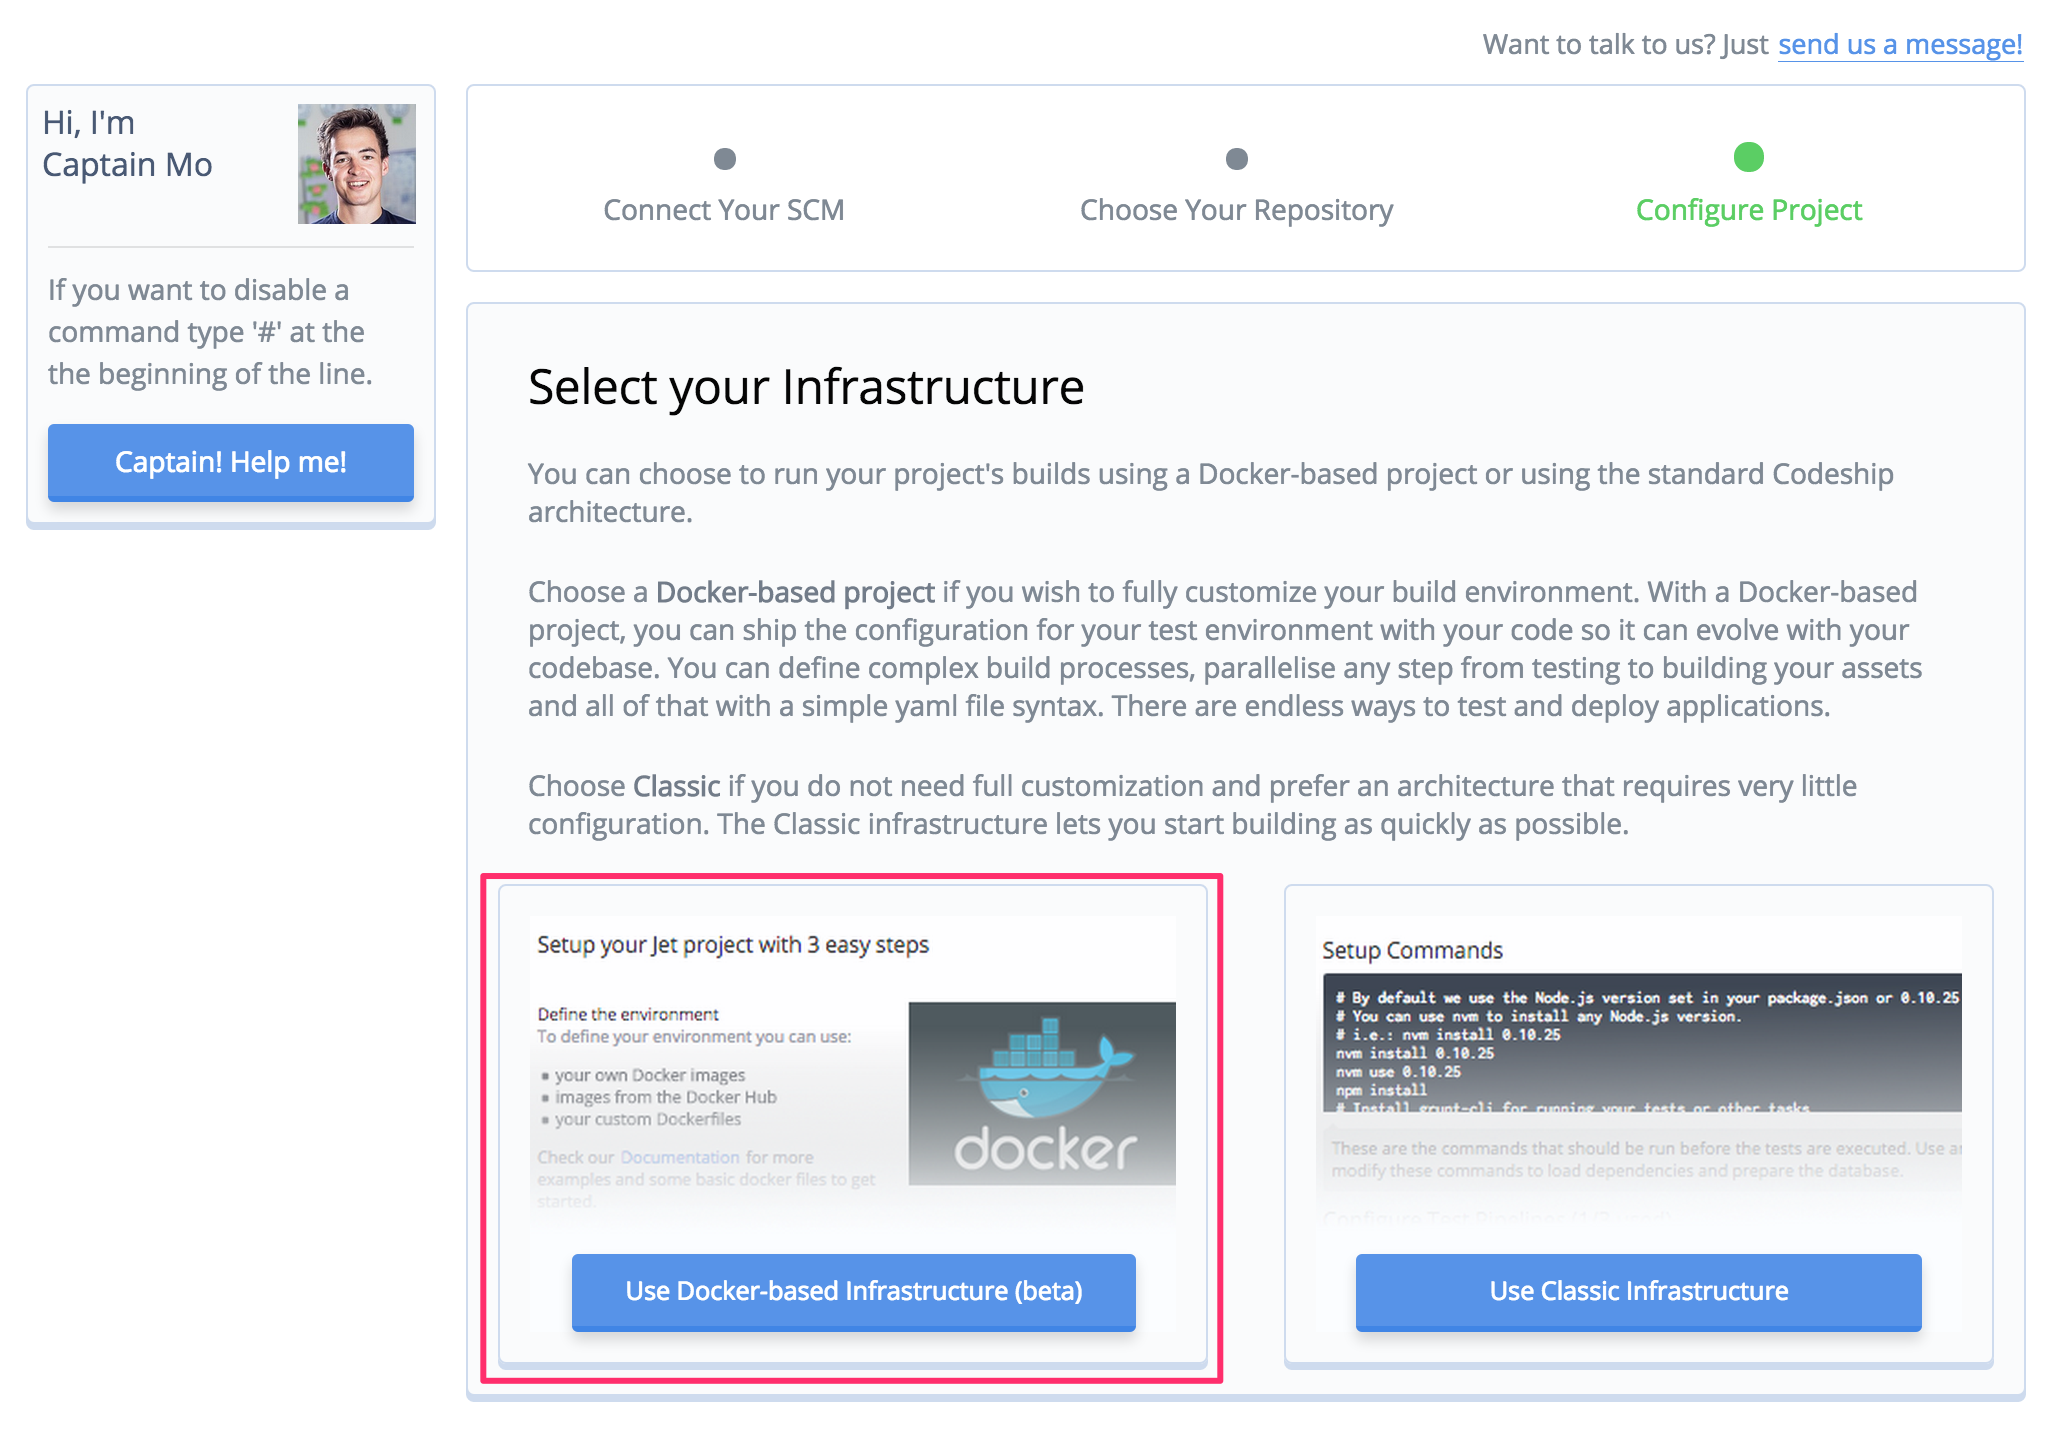 Want to talk to us? Just send us a message!
Hi, I'm
Captain Mo
If you want to disable a
command type '#' at the
the beginning of the line.
Captain! Help me!
Connect Your SCM
Choose Your Repository
Configure Project
Select your Infrastructure
You can choose to run your project's builds using a Docker-based project or using the standard Codeship
architecture.
Choose a Docker-based project if you wish to fully customize your build environment. With a Docker-based
project, you can ship the configuration for your test environment with your code so it can evolve with your
codebase. You can define complex build processes, parallelise any step from testing to building your assets
and all of that with a simple yaml file syntax. There are endless ways to test and deploy applications.
Choose Classic if you do not need full customization and prefer an architecture that requires very little
configuration. The Classic infrastructure lets you start building as quickly as possible.
Setup your Jet project with 3 easy steps
Define the environment
To define your environment you can use:
your own Docker images
images from the Docker Hub
your custom Dockerfiles
Check our Documentation for more
examples and some basic docker files to get
started.
docker
Use Docker-based Infrastructure (beta)
Setup Commands
# By default we use the Node.js version set in your package.json or 0.10.25
# You can use nvm to install any Node.js version.
# i.e.: nvm install 0.10.25
nvm install 0.10.25
nvm use 0.10.25
npm install
# Install grunt-cli for running your tests or other tasks
These are the commands that should be run before the tests are executed. Use
modify these commands to load dependencies and prepare the database.
Configure Test Pipelines
Use Classic Infrastructure